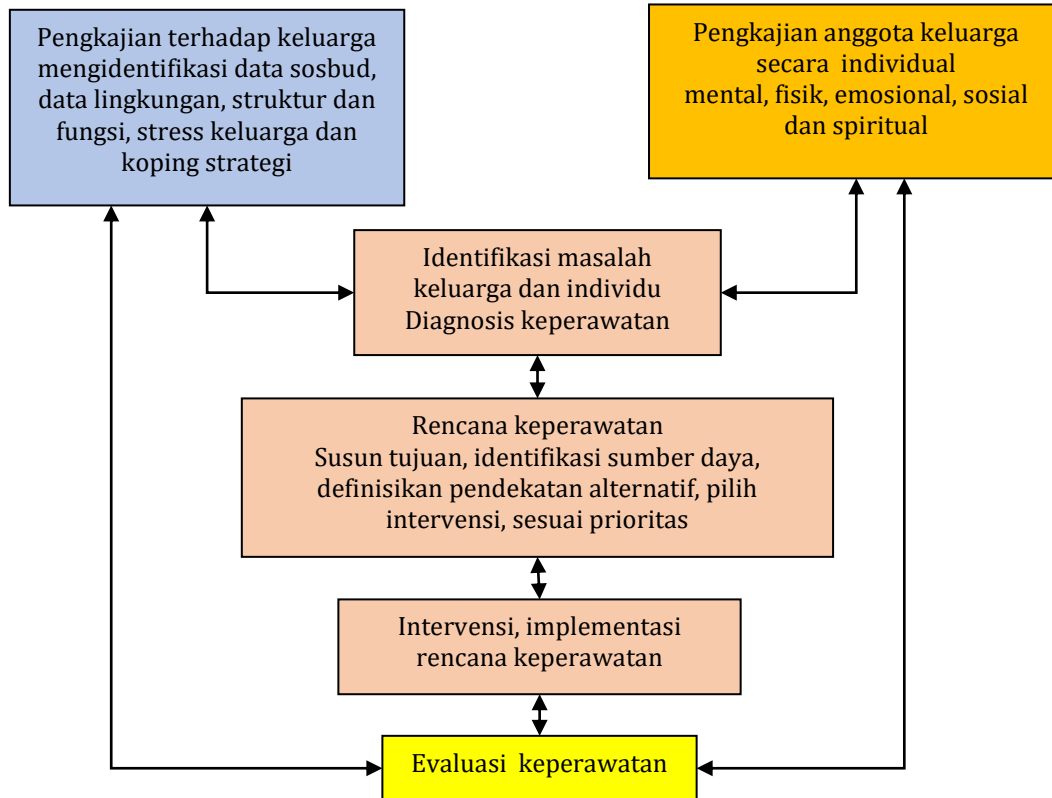 Pengkajian terhadap keluarga
mengidentifikasi data sosbud,
data lingkungan, struktur dan
fungsi, stress keluarga dan
koping strategi
Pengkajian anggota keluarga
secara individual
mental, fisik, emosional, sosial
dan spiritual
Identifikasi masalah
keluarga dan individu
Diagnosis keperawatan
Rencana keperawatan
Susun tujuan, identifikasi sumber daya,
definisikan pendekatan alternatif, pilih
intervensi, sesuai prioritas
Intervensi, implementasi
rencana keperawatan
Evaluasi keperawatan